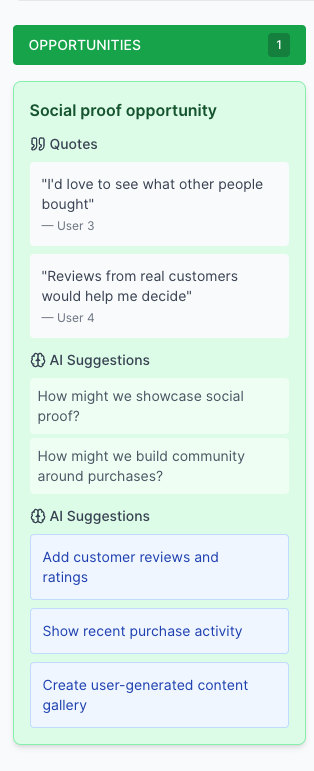 OPPORTUNITIES 1
Social proof opportunity
Quotes
"I'd love to see what other people
bought"
— User 3
"Reviews from real customers
would help me decide"
— User 4
AI Suggestions
How might we showcase social
proof?
How might we build community
around purchases?
AI Suggestions
Add customer reviews and
ratings
Show recent purchase activity
Create user-generated content
gallery